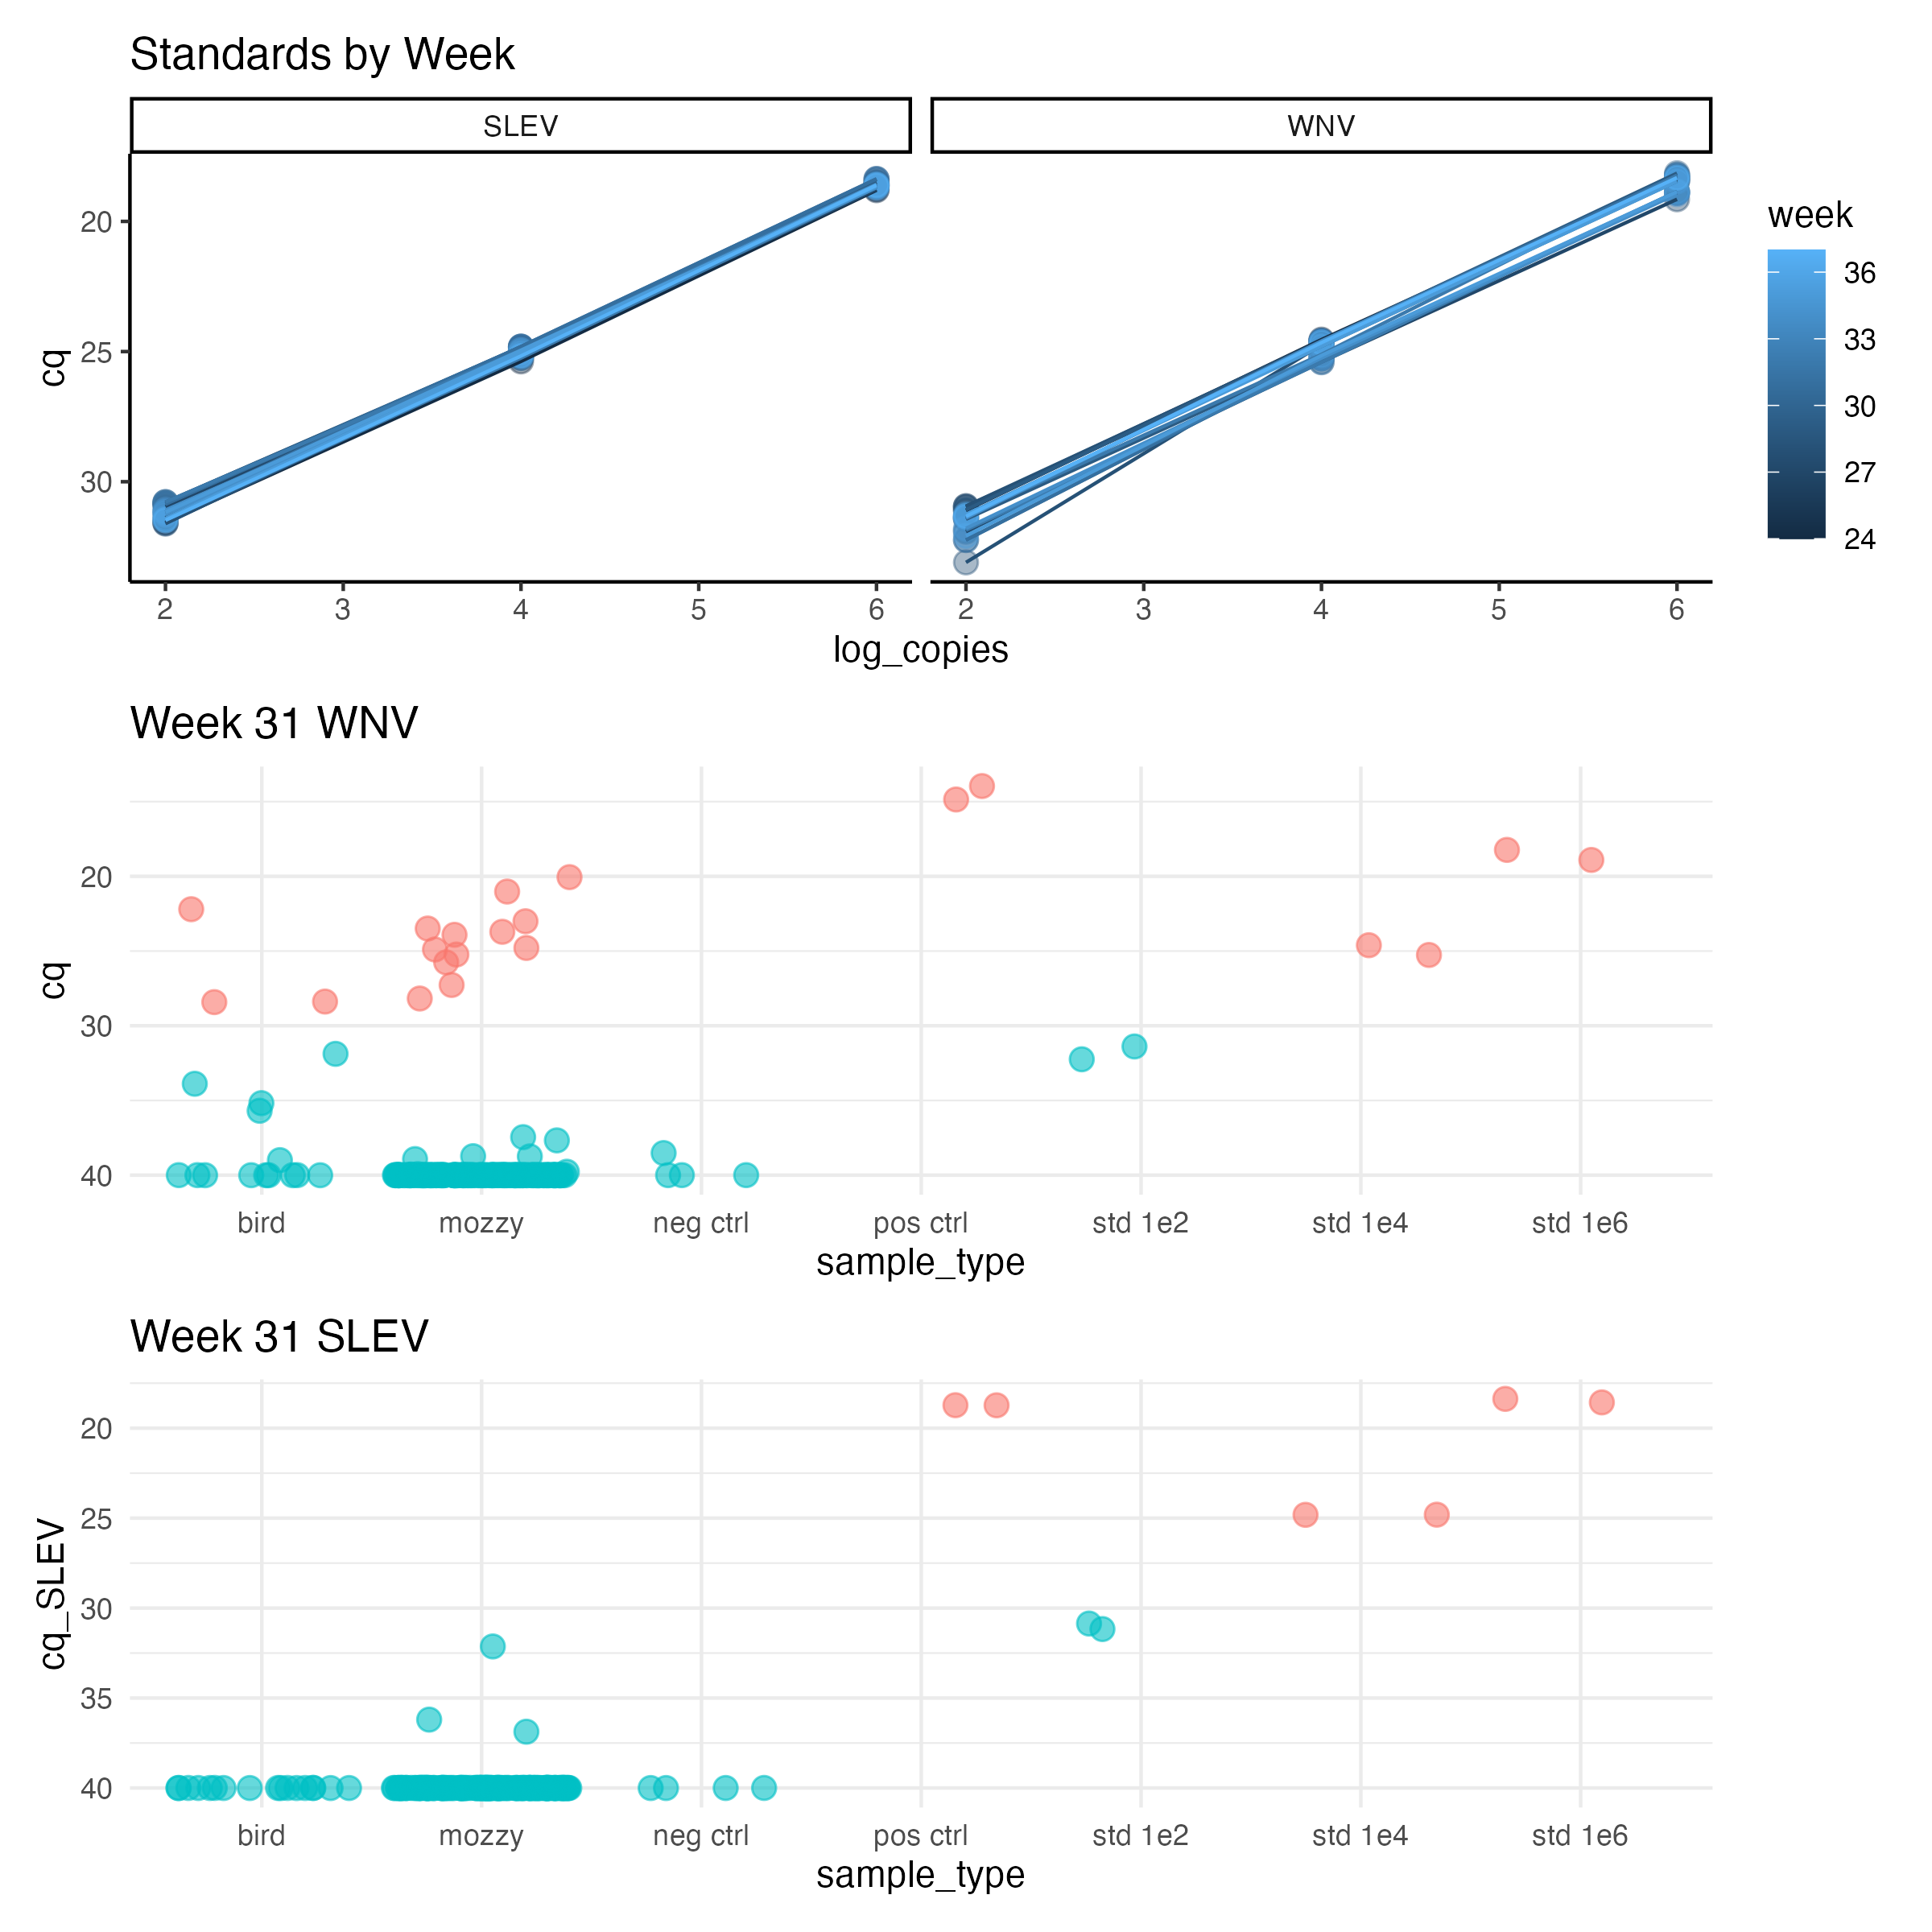 Standards by Week
SLEV
WNV
20
25
30
cq
2 3 4 5 6
2 3 4 5 6
log_copies
week
36
33
30
27
24
Week 31 WNV
20
30
40
cq
bird mozzy neg ctrl pos ctrl std 1e2 std 1e4 std 1e6
sample_type
Week 31 SLEV
20
25
30
35
40
cq_SLEV
bird mozzy neg ctrl pos ctrl std 1e2 std 1e4 std 1e6
sample_type